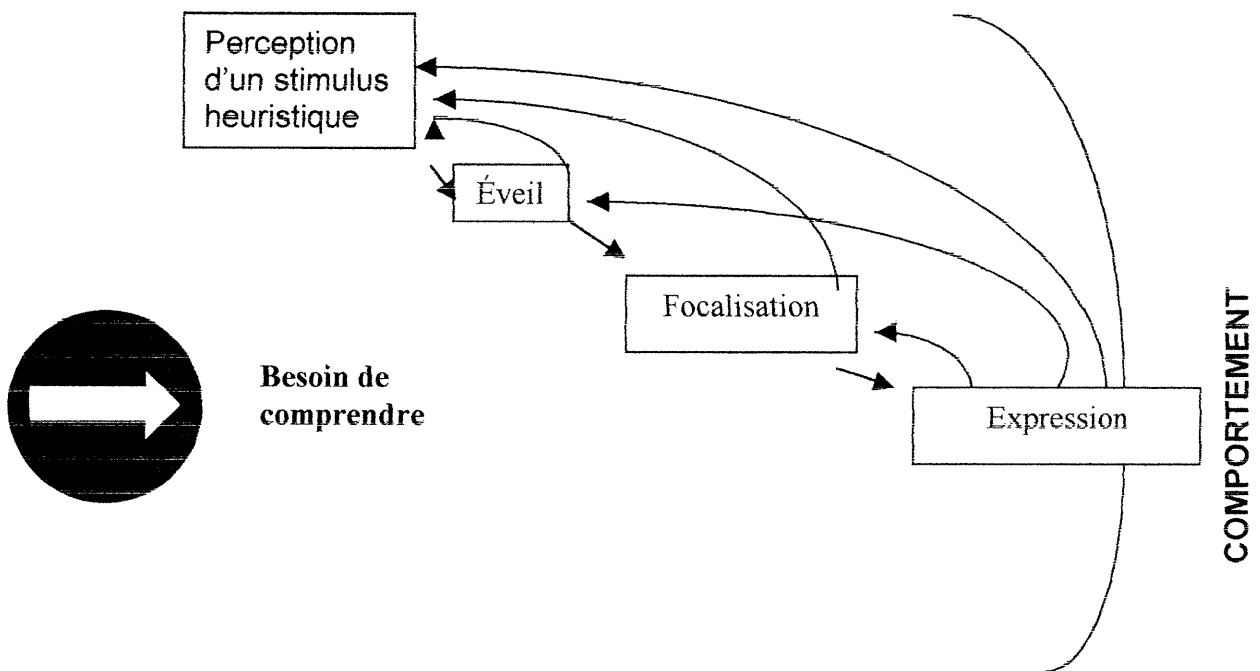 Perception
d'un stimulus
heuristique
Éveil
Focalisation
Besoin de
comprendre
Expression
COMPORTEMENT